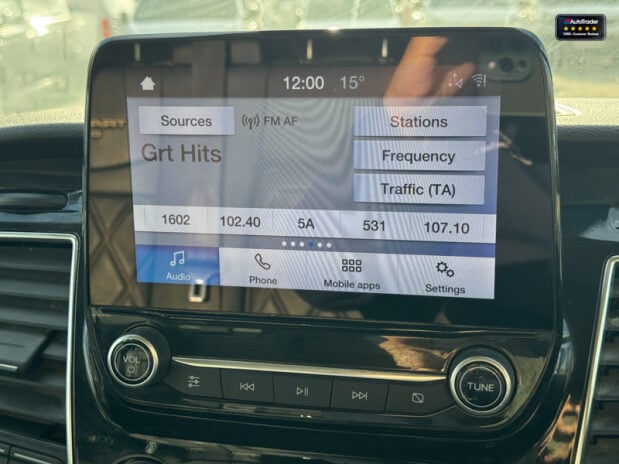 AutoTrader
12:00 15°
Sources FM AF Stations
Grt Hits
Frequency
Traffic (TA)
1602 102.40 5A 531 107.10
Audio Phone Mobile apps Settings
VOL
TUNE